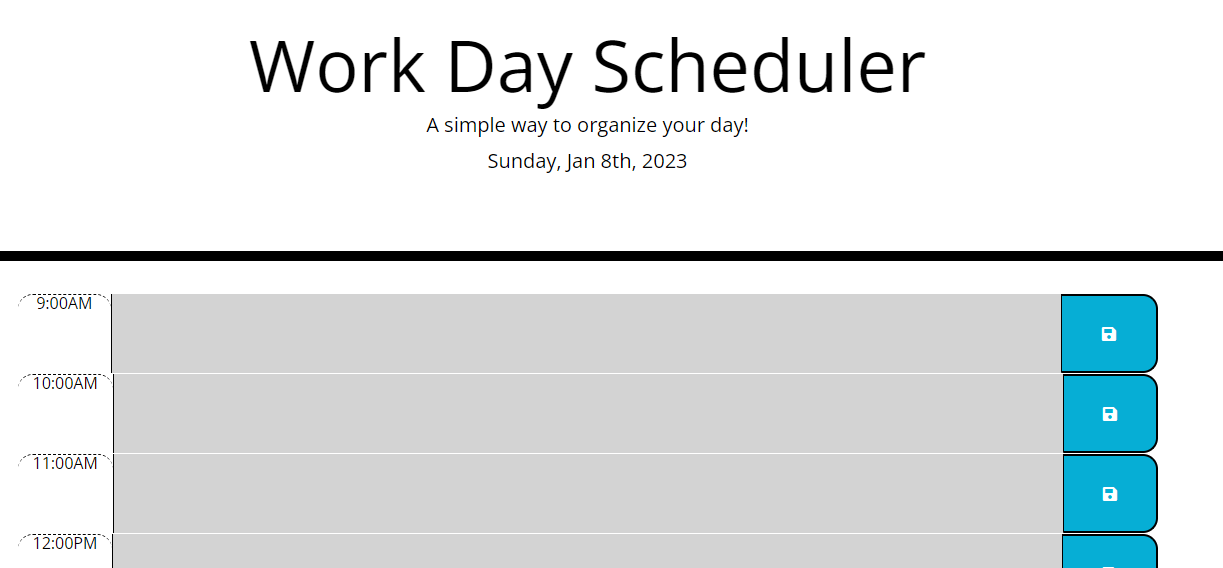 Work Day Scheduler
A simple way to organize your day!
Sunday, Jan 8th, 2023
9:00AM
10:00AM
11:00AM
12:00PM